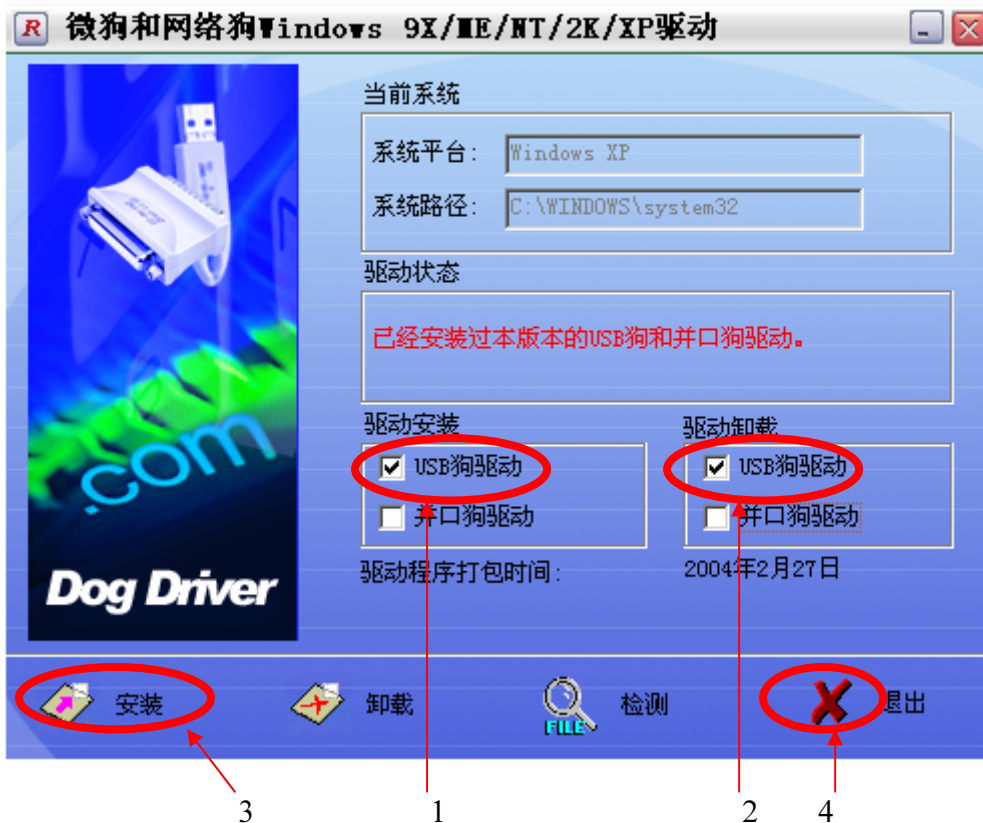 R 微狗和网络狗Windows 9X/ME/NT/2K/XP驱动
当前系统
系统平台: Windows XP
系统路径: C:\WINDOWS\system32
驱动状态
已经安装过本版本的USB狗和并口狗驱动。
驱动安装 驱动卸载
USB狗驱动 USB狗驱动
并口狗驱动 并口狗驱动
驱动程序打包时间: 2004年2月27日
.com
Dog Driver
安装 卸载 FILE 检测 退出
3 1 2 4